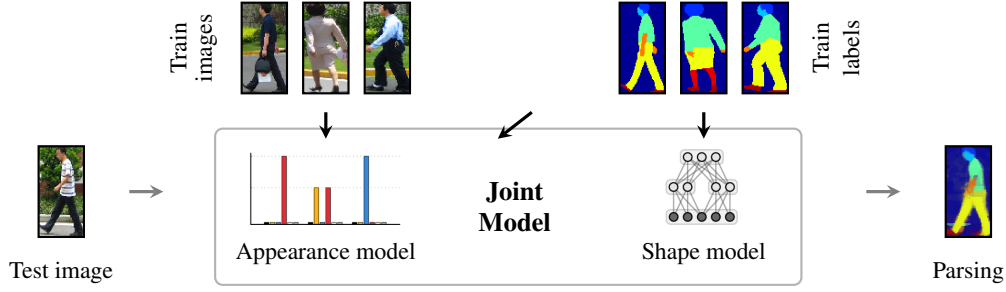 Train
images
Train
labels
Joint
Model
Appearance model
Shape model
Test image
Parsing